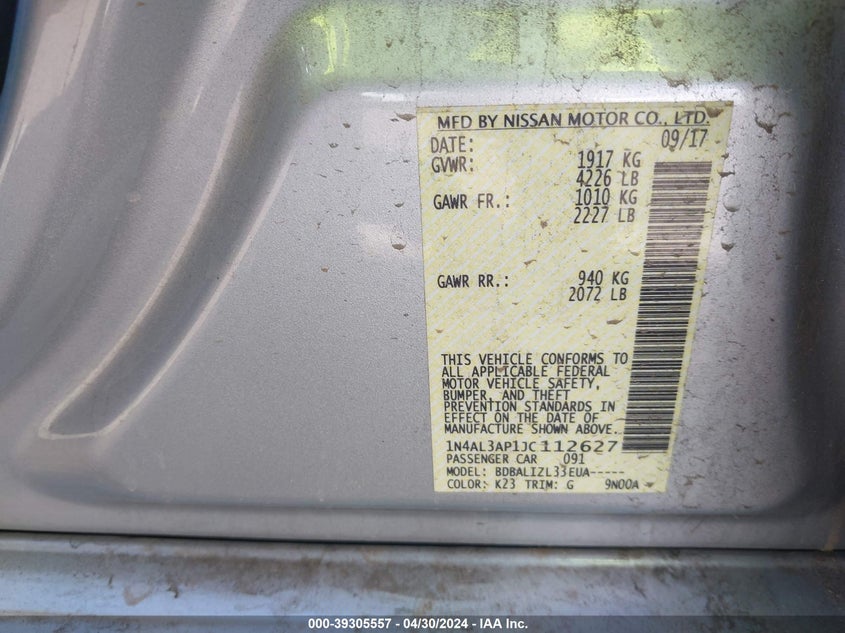 MFD BY NISSAN MOTOR CO., LTD.
DATE: 09/17
GVWR: 1917 KG
4226 LB
GAWR FR.: 1010 KG
2227 LB
GAWR RR.: 940 KG
2072 LB
THIS VEHICLE CONFORMS TO
ALL APPLICABLE FEDERAL
MOTOR VEHICLE SAFETY,
BUMPER, AND THEFT
PREVENTION STANDARDS IN
EFFECT ON THE DATE OF
MANUFACTURE SHOWN ABOVE.
1N4AL3AP1JC112627
PASSENGER CAR 091
MODEL: BDBALIZL33EUA-----
COLOR: K23 TRIM: G 9N00A
000-39305557 - 04/30/2024 - IAA Inc.